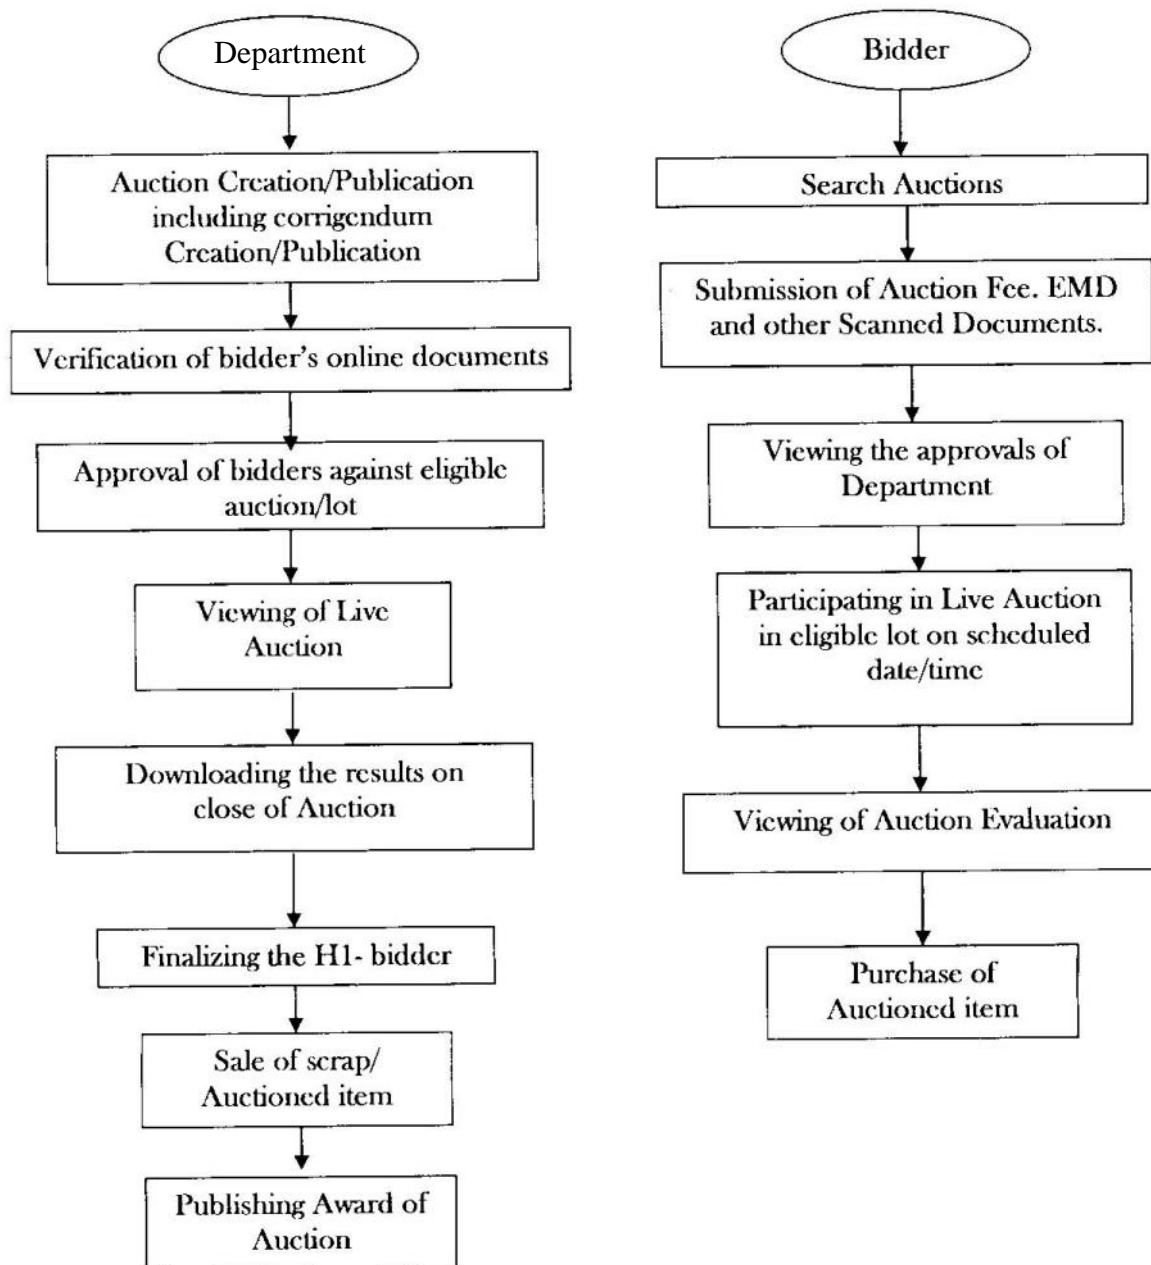 Department
Auction Creation/Publication
including corrigendum
Creation/Publication
Verification of bidder's online documents
Approval of bidders against eligible
auction/lot
Viewing of Live
Auction
Downloading the results on
close of Auction
Finalizing the H1- bidder
Sale of scrap/
Auctioned item
Publishing Award of
Auction
Bidder
Search Auctions
Submission of Auction Fee. EMD
and other Scanned Documents.
Viewing the approvals of
Department
Participating in Live Auction
in eligible lot on scheduled
date/time
Viewing of Auction Evaluation
Purchase of
Auctioned item